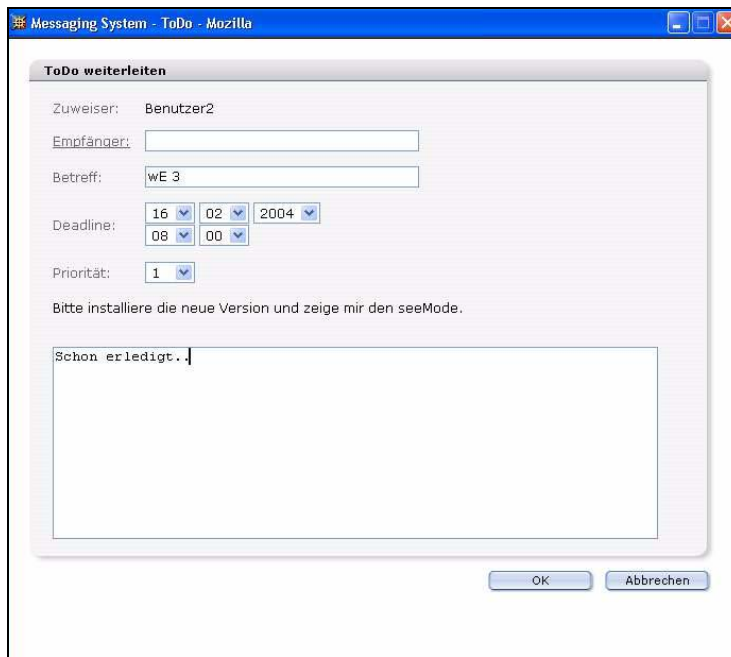 Messaging System - ToDo - Mozilla
ToDo weiterleiten
Zuweiser: Benutzer2
Empfänger:
Betreff: wE 3
Deadline: 16 02 2004
08 00
Priorität: 1
Bitte installiere die neue Version und zeige mir den seeMode.
Schon erledigt..
OK Abbrechen